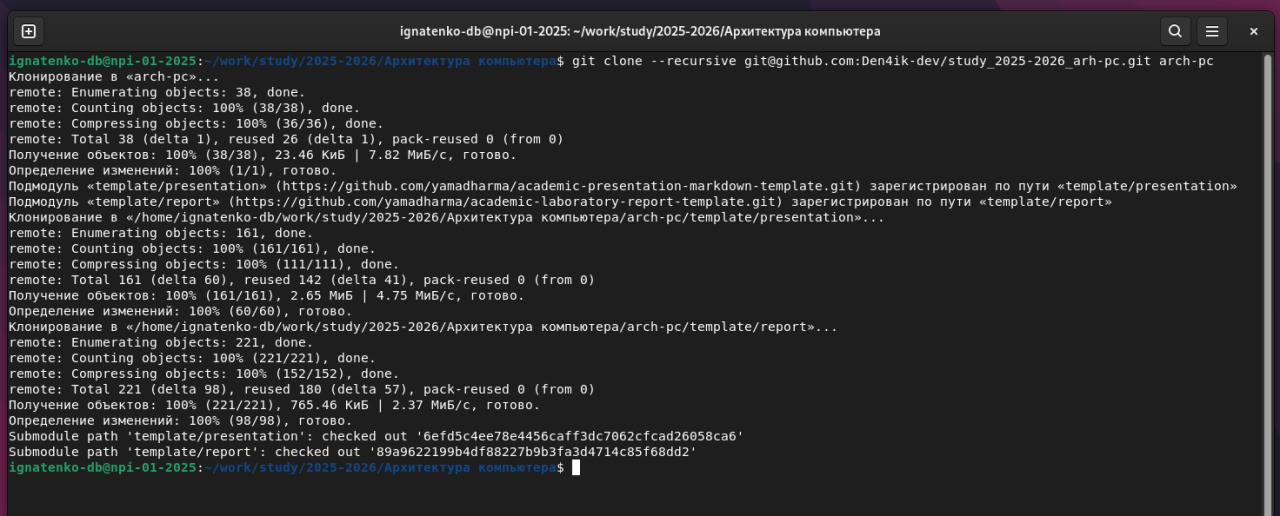 ignatenko-db@npi-01-2025: ~/work/study/2025-2026/Архитектура компьютера
ignatenko-db@npi-01-2025:~/work/study/2025-2026/Архитектура компьютера$ git clone --recursive git@github.com:Den4ik-dev/study_2025-2026_arh-pc.git arch-pc
Клонирование в «arch-pc»...
remote: Enumerating objects: 38, done.
remote: Counting objects: 100% (38/38), done.
remote: Compressing objects: 100% (36/36), done.
remote: Total 38 (delta 1), reused 26 (delta 1), pack-reused 0 (from 0)
Получение объектов: 100% (38/38), 23.46 КиБ | 7.82 МиБ/с, готово.
Определение изменений: 100% (1/1), готово.
Подмодуль «template/presentation» (https://github.com/yamadharma/academic-presentation-markdown-template.git) зарегистрирован по пути «template/presentation»
Подмодуль «template/report» (https://github.com/yamadharma/academic-laboratory-report-template.git) зарегистрирован по пути «template/report»
Клонирование в «/home/ignatenko-db/work/study/2025-2026/Архитектура компьютера/arch-pc/template/presentation»...
remote: Enumerating objects: 161, done.
remote: Counting objects: 100% (161/161), done.
remote: Compressing objects: 100% (111/111), done.
remote: Total 161 (delta 60), reused 142 (delta 41), pack-reused 0 (from 0)
Получение объектов: 100% (161/161), 2.65 МиБ | 4.75 МиБ/с, готово.
Определение изменений: 100% (60/60), готово.
Клонирование в «/home/ignatenko-db/work/study/2025-2026/Архитектура компьютера/arch-pc/template/report»...
remote: Enumerating objects: 221, done.
remote: Counting objects: 100% (221/221), done.
remote: Compressing objects: 100% (152/152), done.
remote: Total 221 (delta 98), reused 180 (delta 57), pack-reused 0 (from 0)
Получение объектов: 100% (221/221), 765.46 КиБ | 2.37 МиБ/с, готово.
Определение изменений: 100% (98/98), готово.
Submodule path 'template/presentation': checked out '6efd5c4ee78e4456caff3dc7062cfcad26058ca6'
Submodule path 'template/report': checked out '89a9622199b4df88227b9b3fa3d4714c85f68dd2'
ignatenko-db@npi-01-2025:~/work/study/2025-2026/Архитектура компьютера$